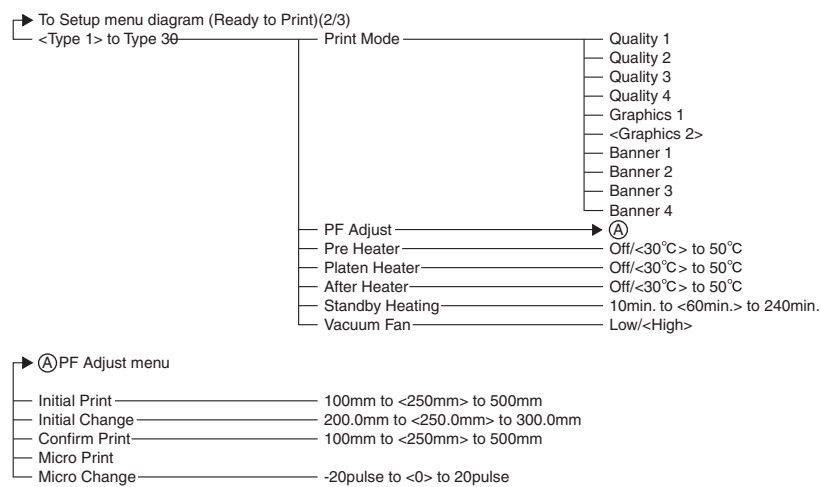 To Setup menu diagram (Ready to Print)(2/3)
<Type 1> to Type 30 Print Mode Quality 1
Quality 2
Quality 3
Quality 4
Graphics 1
<Graphics 2>
Banner 1
Banner 2
Banner 3
Banner 4
PF Adjust A
Pre Heater Off/<30°C> to 50°C
Platen Heater Off/<30°C> to 50°C
After Heater Off/<30°C> to 50°C
Standby Heating 10min. to <60min.> to 240min.
Vacuum Fan Low/<High>
A PF Adjust menu
Initial Print 100mm to <250mm> to 500mm
Initial Change 200.0mm to <250.0mm> to 300.0mm
Confirm Print 100mm to <250mm> to 500mm
Micro Print
Micro Change -20pulse to <0> to 20pulse